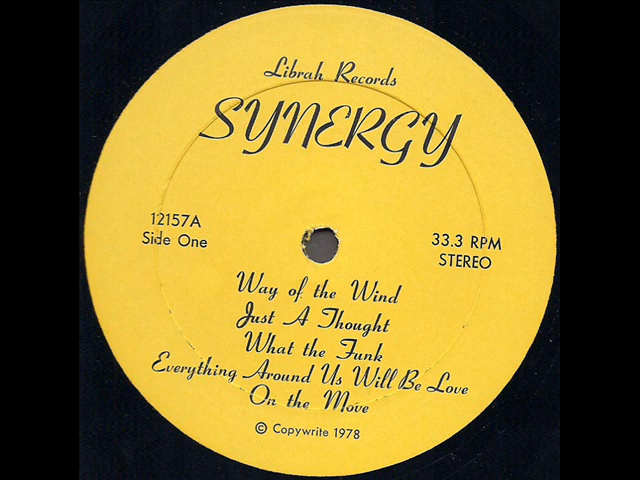 Librah Records
SYNERGY
12157A
Side One
33.3 RPM
STEREO
Way of the Wind
Just A Thought
What the Funk
Everything Around Us Will Be Love
On the Move
© Copywrite 1978